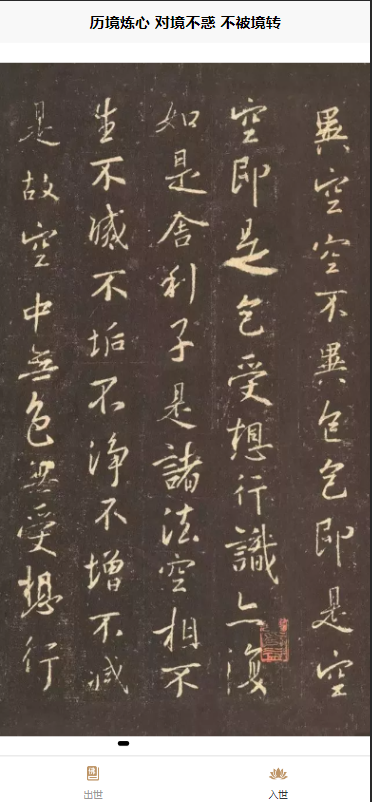 历境炼心 对境不惑 不被境转
異空空不異色色即是空
空即是色受想行識亦復
如是舍利子是諸法空相不
生不滅不垢不净不增不减
是故空中無色無受想行
出世
入世